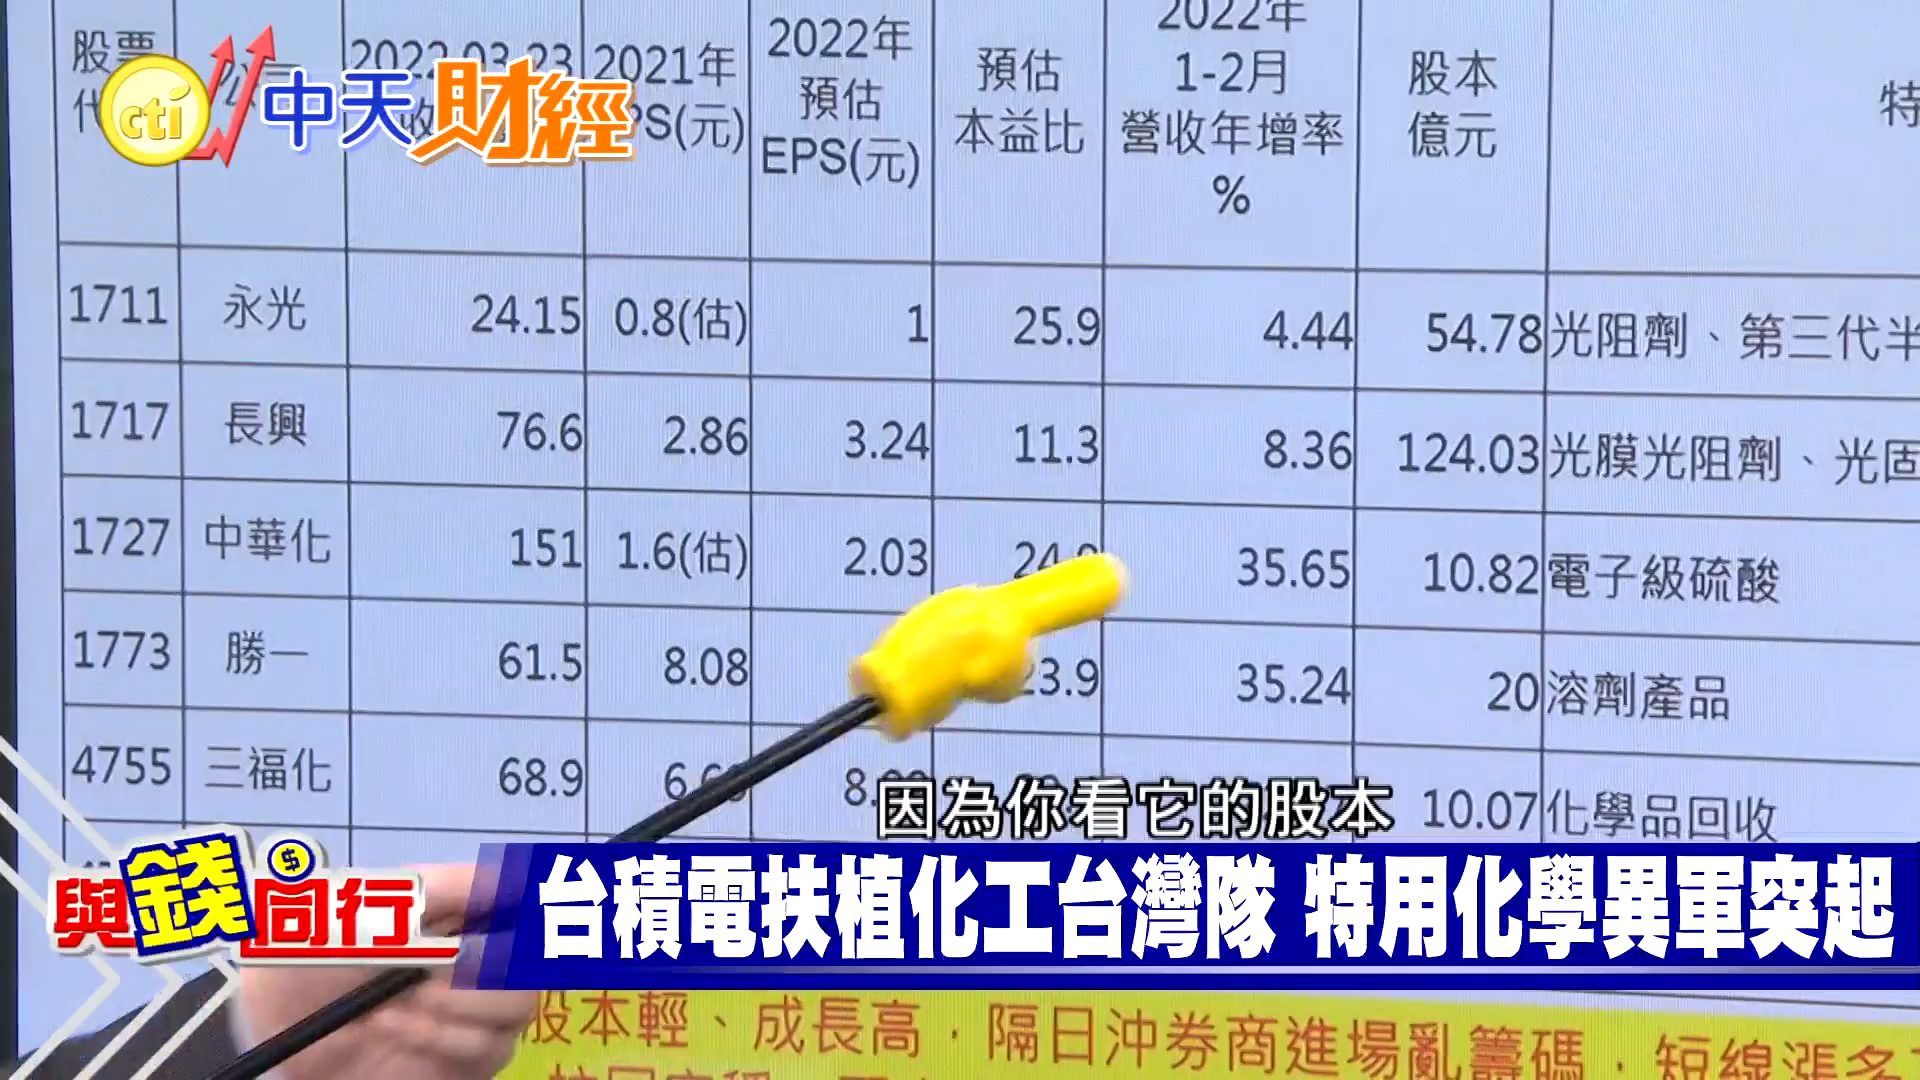 股票
2022.03.23
2021年
2022年
預估
EPS(元)
預估
本益比
2022年
1-2月
營收年增率
%
股本
億元
特
cti 中天財經
1711 永光 24.15 0.8(估) 1 25.9 4.44 54.78 光阻劑、第三代半
1717 長興 76.6 2.86 3.24 11.3 8.36 124.03 光膜光阻劑、光固
1727 中華化 151 1.6(估) 2.03 35.65 10.82 電子級硫酸
1773 勝一 61.5 8.08 23.9 35.24 20 溶劑產品
4755 三福化 68.9 10.07 化學品回收
因為你看它的股本
與錢同行
台積電扶植化工台灣隊 特用化學異軍突起
股本輕、成長高，隔日沖券商進場亂籌碼，短線漲多